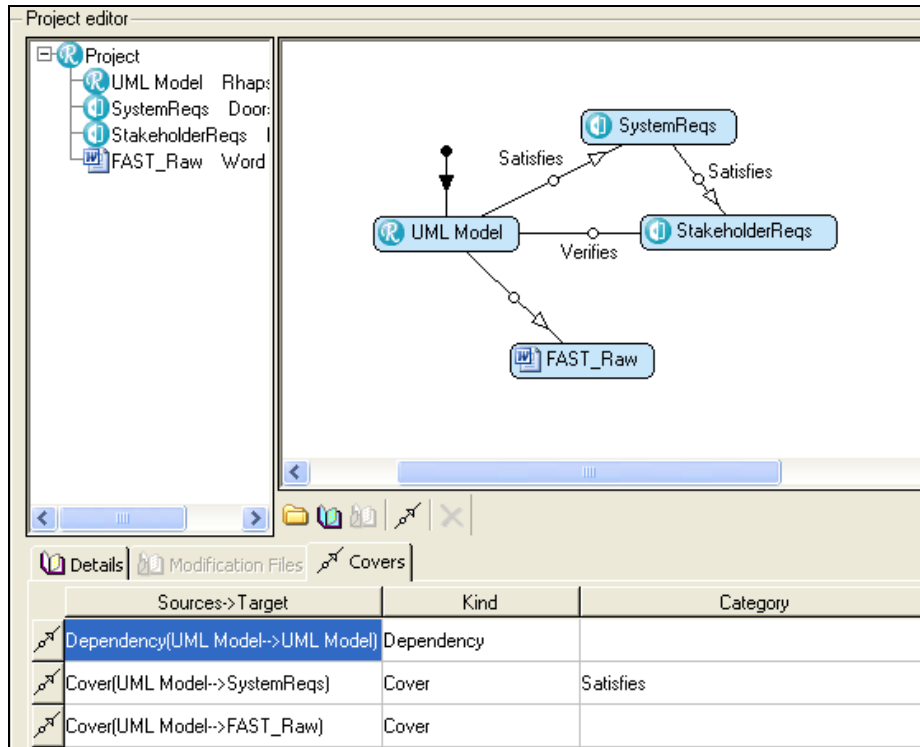 Project editor
Project
UML Model Rhaps
SystemReqs Doors
StakeholderReqs
FAST_Raw Word
SystemReqs
Satisfies
Satisfies
UML Model
StakeholderReqs
Verifies
FAST_Raw
Details
Modification Files
Covers
Sources->Target
Kind
Category
Dependency(UML Model-->UML Model) Dependency
Cover(UML Model-->SystemReqs) Cover Satisfies
Cover(UML Model-->FAST_Raw) Cover